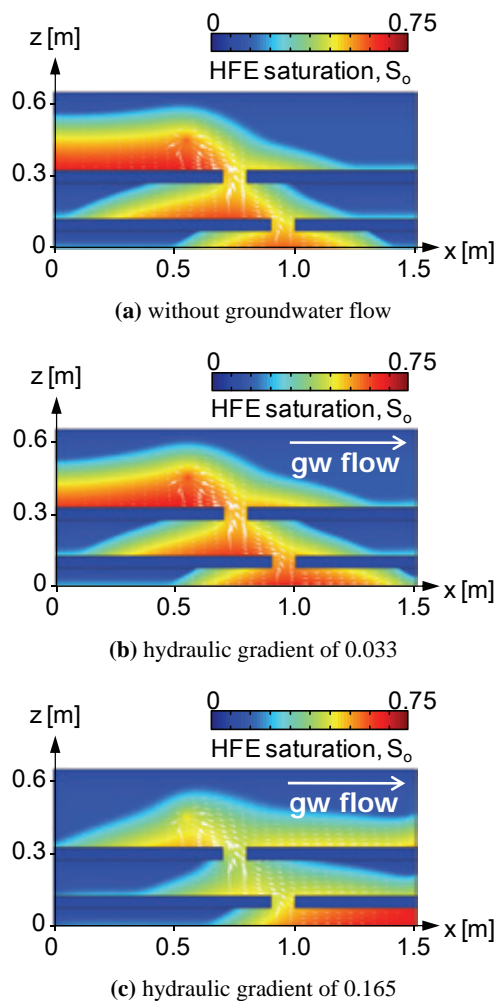 z [m]
0
0.75
HFE saturation, So
0.6
0.3
0
0
0.5
1.0
1.5
x [m]
(a) without groundwater flow
z [m]
0
0.75
HFE saturation, So
0.6
gw flow
0.3
0
0
0.5
1.0
1.5
x [m]
(b) hydraulic gradient of 0.033
z [m]
0
0.75
HFE saturation, So
0.6
gw flow
0.3
0
0
0.5
1.0
1.5
x [m]
(c) hydraulic gradient of 0.165